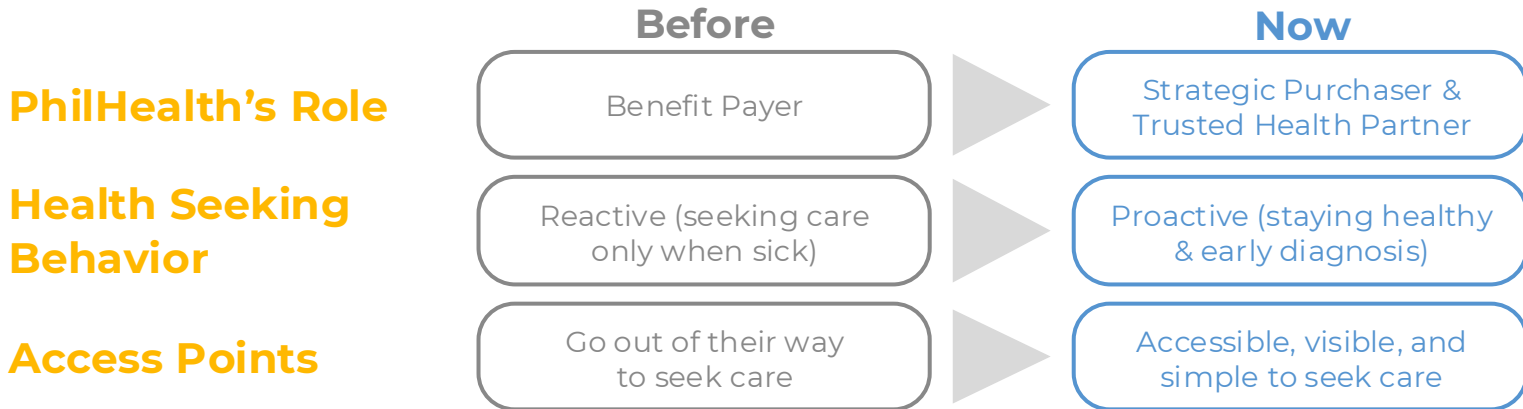 Before
Now
PhilHealth’s Role
Benefit Payer
Strategic Purchaser &
Trusted Health Partner
Health Seeking
Behavior
Reactive (seeking care
only when sick)
Proactive (staying healthy
& early diagnosis)
Access Points
Go out of their way
to seek care
Accessible, visible, and
simple to seek care